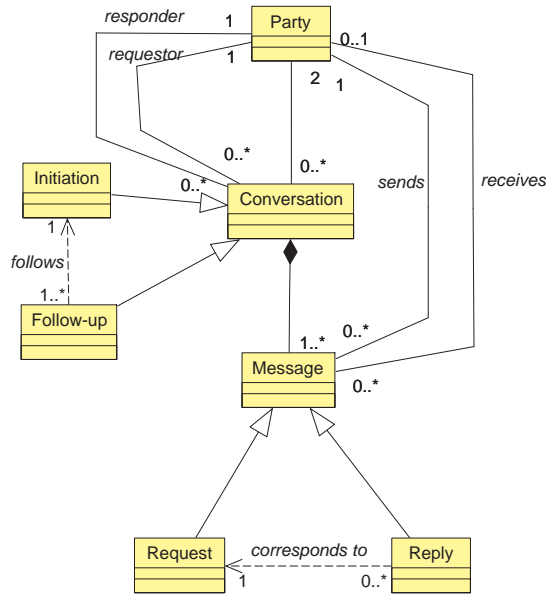 responder
1
Party
0..1
requestor
1
2
1
0..*
0..*
Initiation
0..*
Conversation
sends
receives
1
follows
1..*
Follow-up
0..*
1..*
Message
0..*
Request
corresponds to
Reply
1
0..*